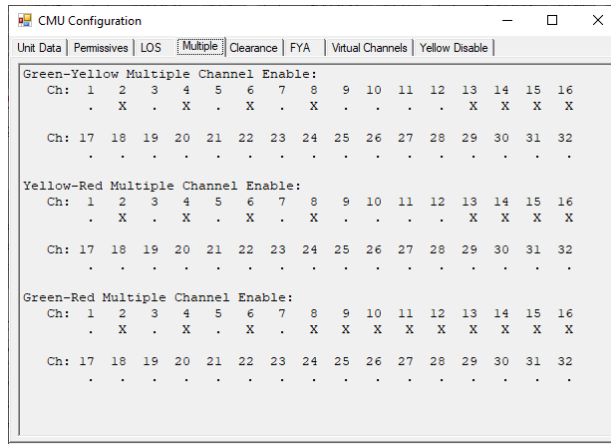 CMU Configuration
Unit Data Permissives LOS Multiple Clearance FYA Virtual Channels Yellow Disable
Green-Yellow Multiple Channel Enable:
Ch: 1 2 3 4 5 6 7 8 9 10 11 12 13 14 15 16
. X . X . X . X . . . . X X X X
Ch: 17 18 19 20 21 22 23 24 25 26 27 28 29 30 31 32
. . . . . . . . . . . . . . . .
Yellow-Red Multiple Channel Enable:
Ch: 1 2 3 4 5 6 7 8 9 10 11 12 13 14 15 16
. X . X . X . X . . . . X X X X
Ch: 17 18 19 20 21 22 23 24 25 26 27 28 29 30 31 32
. . . . . . . . . . . . . . . .
Green-Red Multiple Channel Enable:
Ch: 1 2 3 4 5 6 7 8 9 10 11 12 13 14 15 16
. X . X . X . X X X X X X X X X
Ch: 17 18 19 20 21 22 23 24 25 26 27 28 29 30 31 32
. . . . . . . . . . . . . . . .